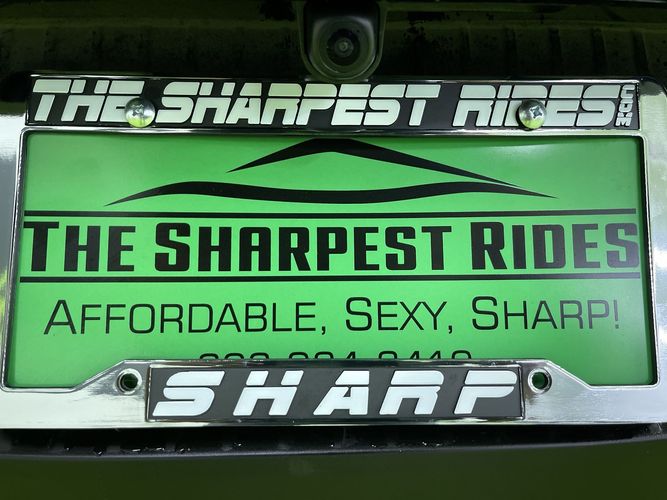 THE SHARPEST RIDES.COM
THE SHARPEST RIDES
AFFORDABLE, SEXY, SHARP!
SHARP